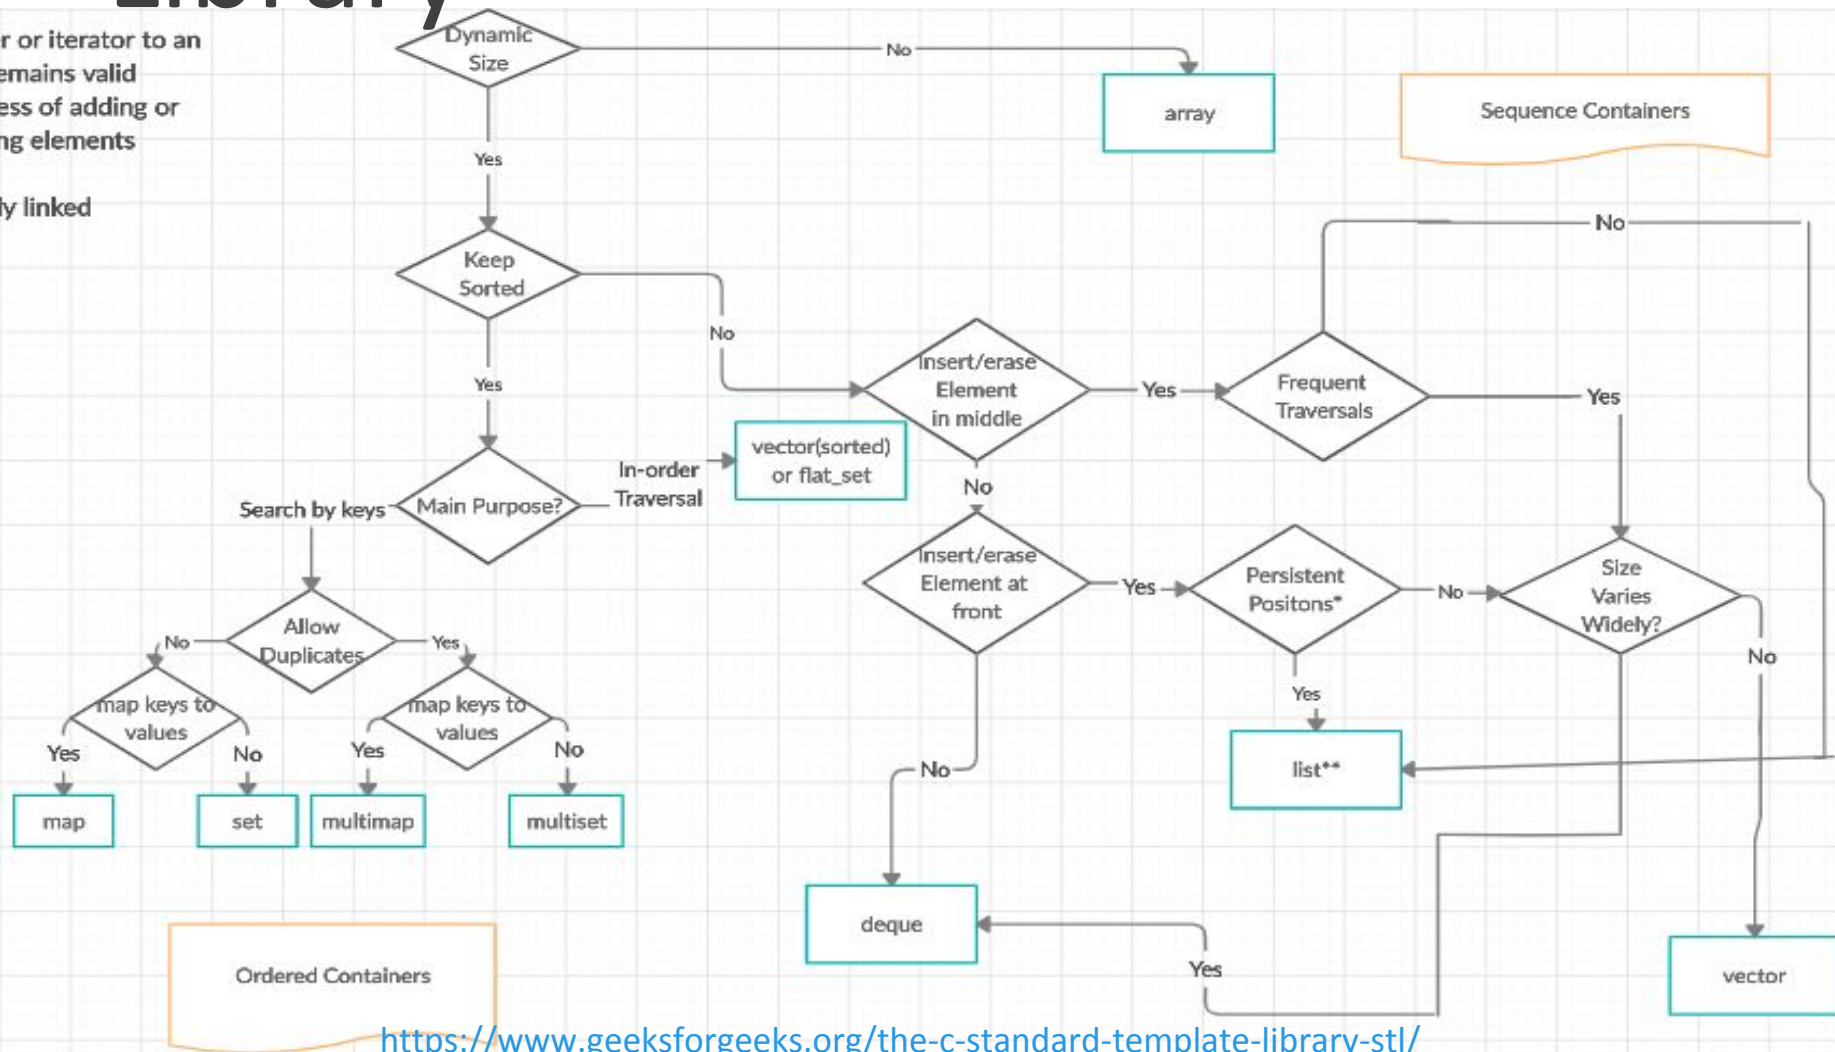 Library
r or iterator to an
emains valid
ess of adding or
ng elements
ly linked
Dynamic
Size
No
array
Sequence Containers
Yes
Keep
Sorted
No
No
Yes
Insert/erase
Element
in middle
Yes
Frequent
Traversals
Yes
vector(sorted)
or flat_set
In-order
Traversal
Search by keys
Main Purpose?
No
Insert/erase
Element at
front
Yes
Persistent
Positons*
No
Size
Varies
Widely?
No
Yes
Allow
Duplicates
No
Yes
map keys to
values
map keys to
values
Yes
No
Yes
No
No
list**
map
set
multimap
multiset
deque
Yes
vector
Ordered Containers
https://www.geeksforgeeks.org/the-c-standard-template-library-stl/